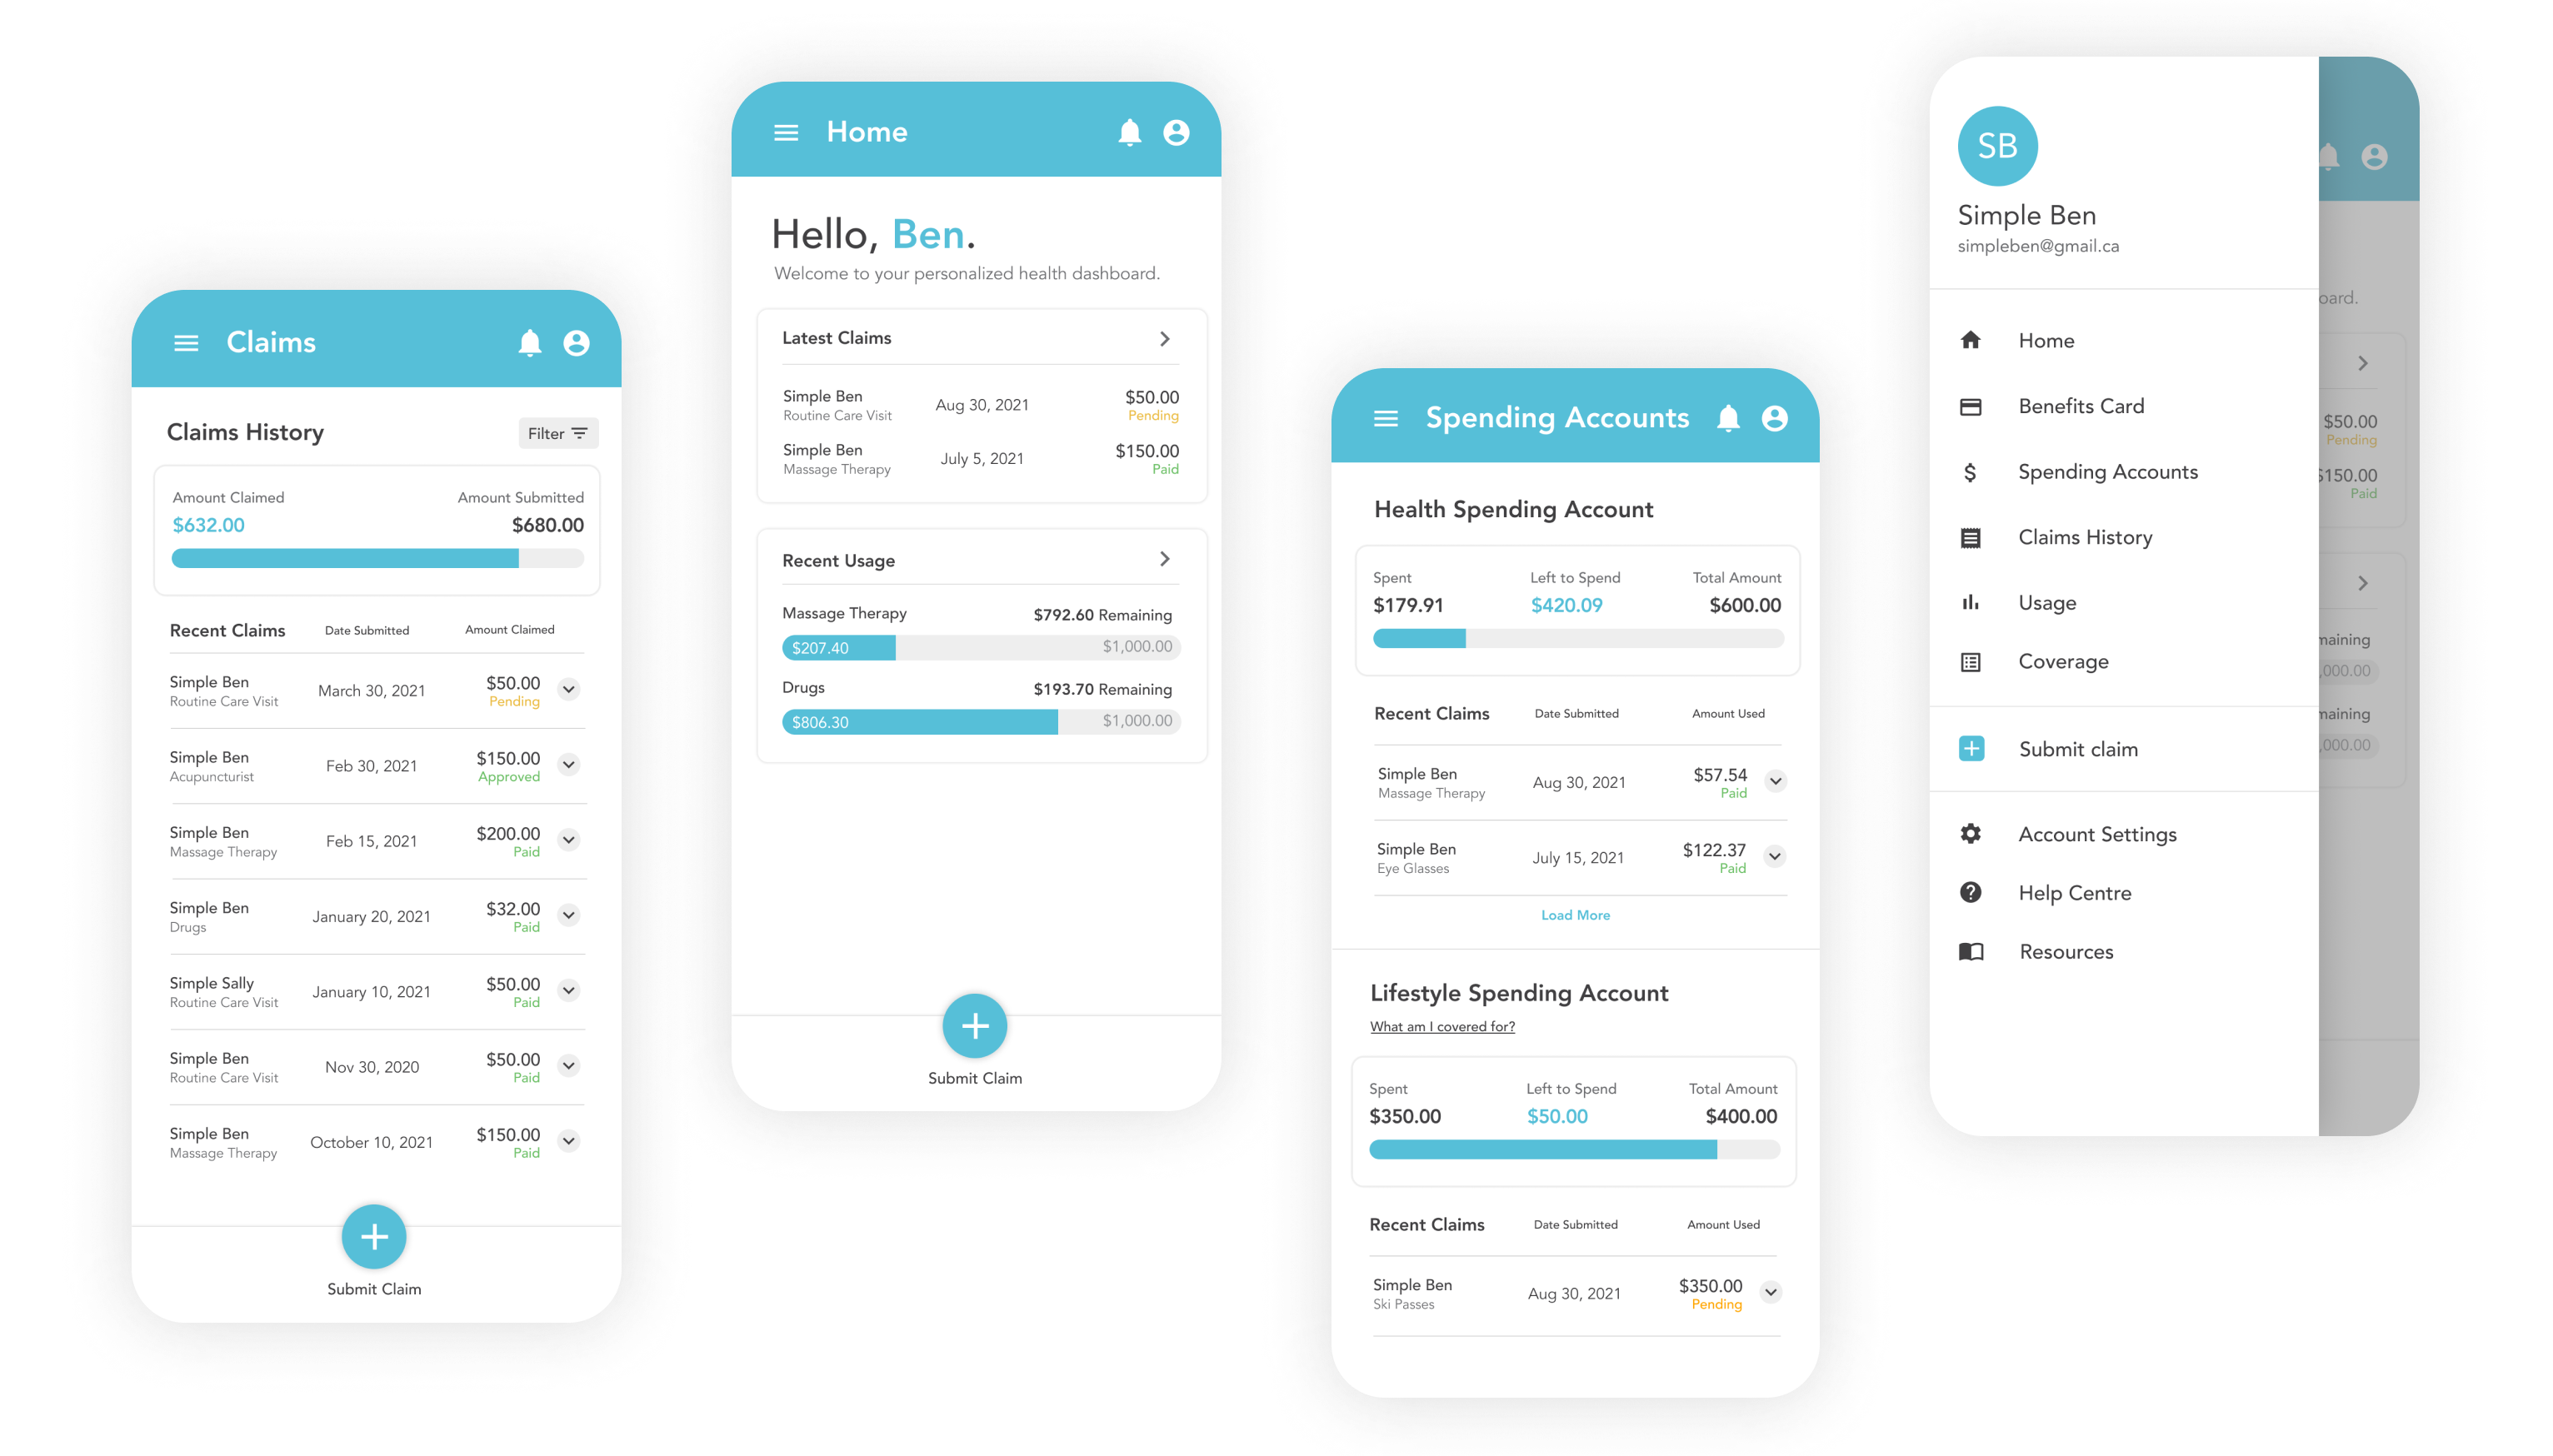 Claims
Claims History
Filter
Amount Claimed Amount Submitted
$632.00 $680.00
Recent Claims Date Submitted Amount Claimed
Simple Ben March 30, 2021 $50.00
Routine Care Visit Pending
Simple Ben Feb 30, 2021 $150.00
Acupuncturist Approved
Simple Ben Feb 15, 2021 $200.00
Massage Therapy Paid
Simple Ben January 20, 2021 $32.00
Drugs Paid
Simple Sally January 10, 2021 $50.00
Routine Care Visit Paid
Simple Ben Nov 30, 2020 $50.00
Routine Care Visit Paid
Simple Ben October 10, 2021 $150.00
Massage Therapy Paid
Submit Claim
Home
Hello, Ben.
Welcome to your personalized health dashboard.
Latest Claims
Simple Ben Aug 30, 2021 $50.00
Routine Care Visit Pending
Simple Ben July 5, 2021 $150.00
Massage Therapy Paid
Recent Usage
Massage Therapy $792.60 Remaining
$207.40 $1,000.00
Drugs $193.70 Remaining
$806.30 $1,000.00
Submit Claim
Spending Accounts
Health Spending Account
Spent Left to Spend Total Amount
$179.91 $420.09 $600.00
Recent Claims Date Submitted Amount Used
Simple Ben Aug 30, 2021 $57.54
Massage Therapy Paid
Simple Ben July 15, 2021 $122.37
Eye Glasses Paid
Load More
Lifestyle Spending Account
What am I covered for?
Spent Left to Spend Total Amount
$350.00 $50.00 $400.00
Recent Claims Date Submitted Amount Used
Simple Ben Aug 30, 2021 $350.00
Ski Passes Pending
SB
Simple Ben
simpleben@gmail.ca
Home
Benefits Card
Spending Accounts
Claims History
Usage
Coverage
Submit claim
Account Settings
Help Centre
Resources
oard.
$50.00
Pending
$150.00
Paid
maining
,000.00
maining
,000.00